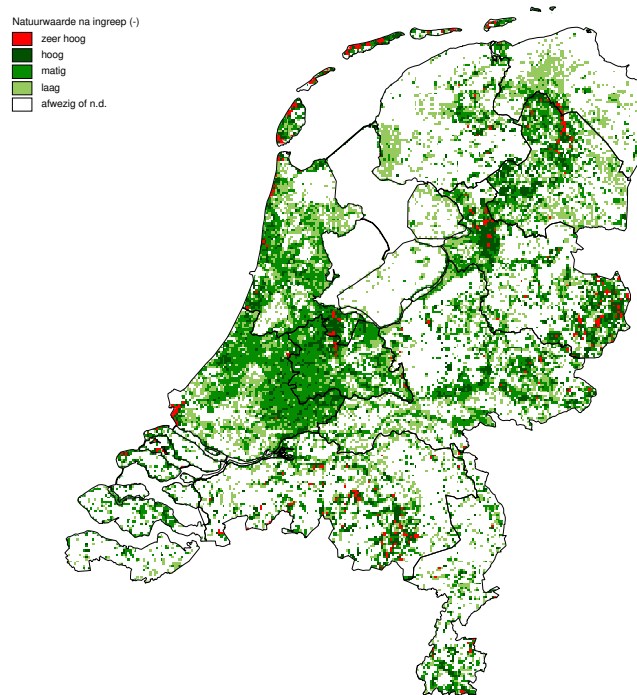 Natuurwaarde na ingreep (-)
zeer hoog
hoog
matig
laag
afwezig of n.d.